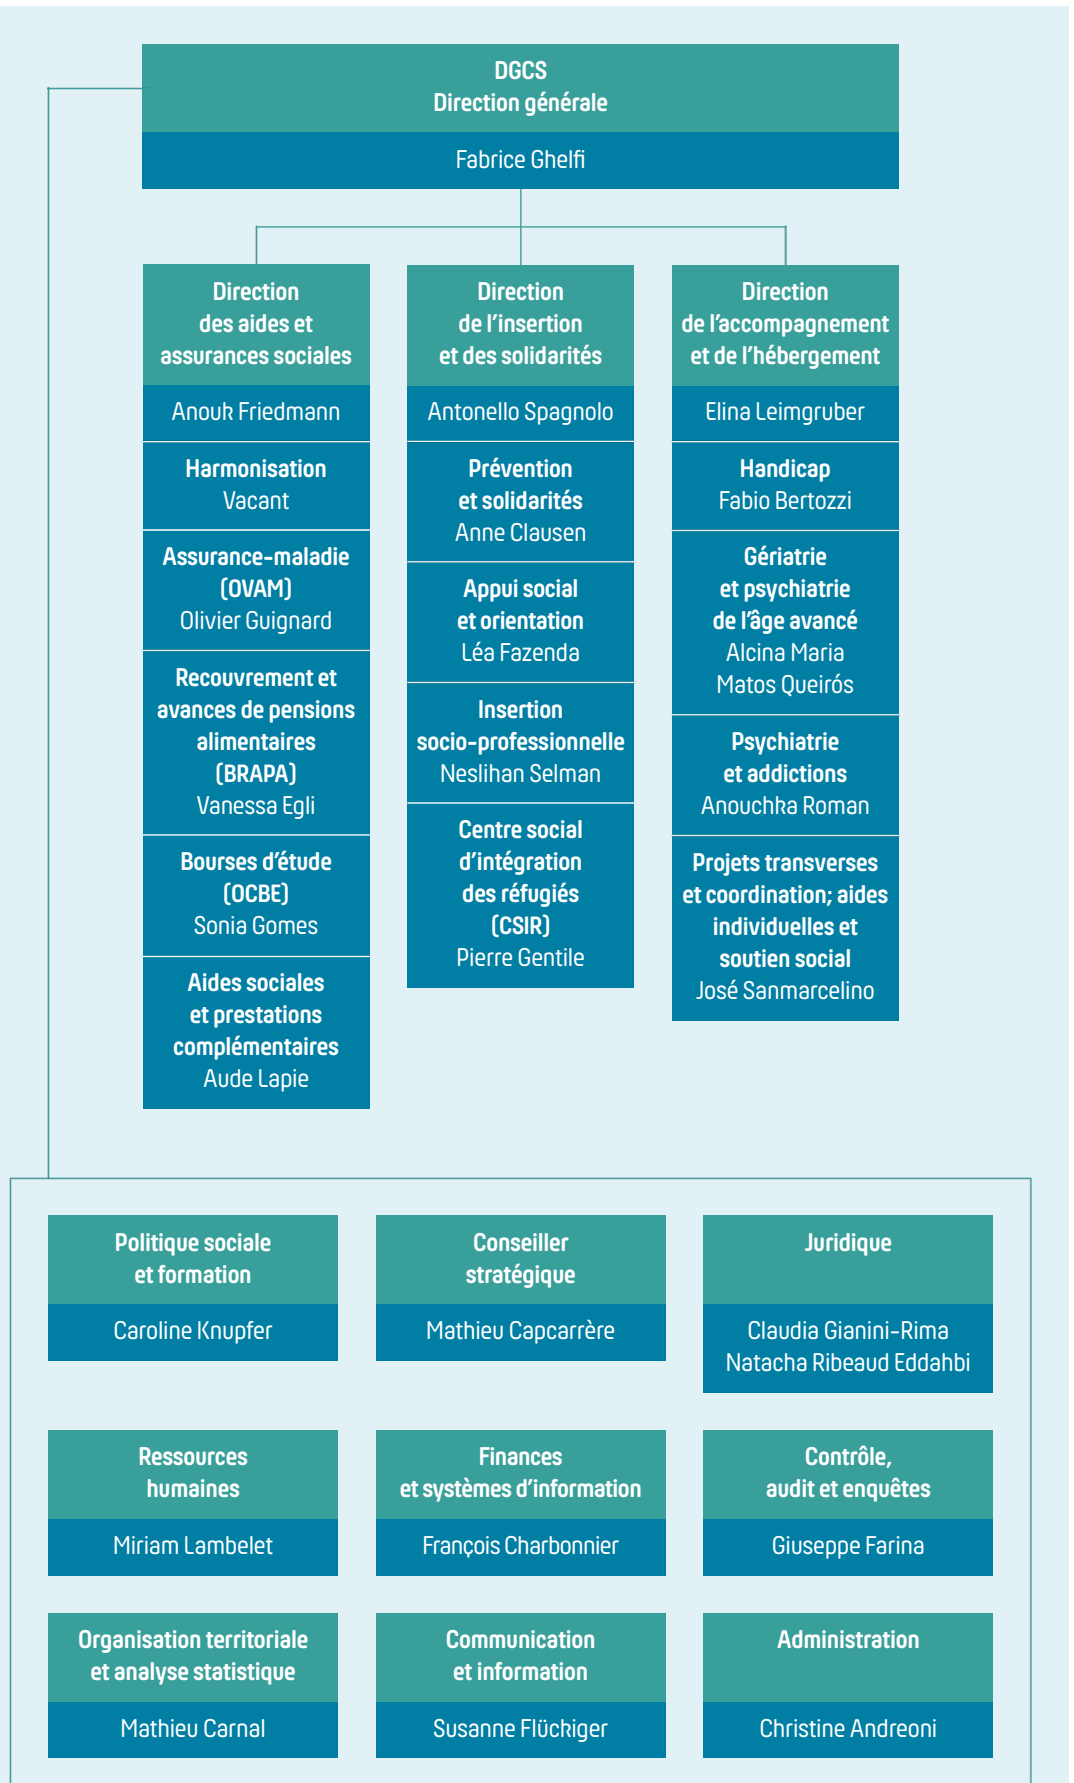 DGCS
Direction générale
Fabrice Ghelfi
Direction
des aides et
assurances sociales
Anouk Friedmann
Harmonisation
Vacant
Assurance-maladie
(OVAM)
Olivier Guignard
Recouvrement et
avances de pensions
alimentaires
(BRAPA)
Vanessa Egli
Bourses d’étude
(OCBE)
Sonia Gomes
Aides sociales
et prestations
complémentaires
Aude Lapie
Direction
de l’insertion
et des solidarités
Antonello Spagnolo
Prévention
et solidarités
Anne Clausen
Appui social
et orientation
Léa Fazenda
Insertion
socio-professionnelle
Neslihan Selman
Centre social
d’intégration
des réfugiés
(CSIR)
Pierre Gentile
Direction
de l’accompagnement
et de l’hébergement
Elina Leimgruber
Handicap
Fabio Bertozzi
Gériatrie
et psychiatrie
de l’âge avancé
Alcina Maria
Matos Queirós
Psychiatrie
et addictions
Anouchka Roman
Projets transverses
et coordination; aides
individuelles et
soutien social
José Sanmarcelino
Politique sociale
et formation
Caroline Knupfer
Conseiller
stratégique
Mathieu Capcarrère
Juridique
Claudia Gianini-Rima
Natacha Ribeaud Eddahbi
Ressources
humaines
Miriam Lambelet
Finances
et systèmes d’information
François Charbonnier
Contrôle,
audit et enquêtes
Giuseppe Farina
Organisation territoriale
et analyse statistique
Mathieu Carnal
Communication
et information
Susanne Flückiger
Administration
Christine Andreoni